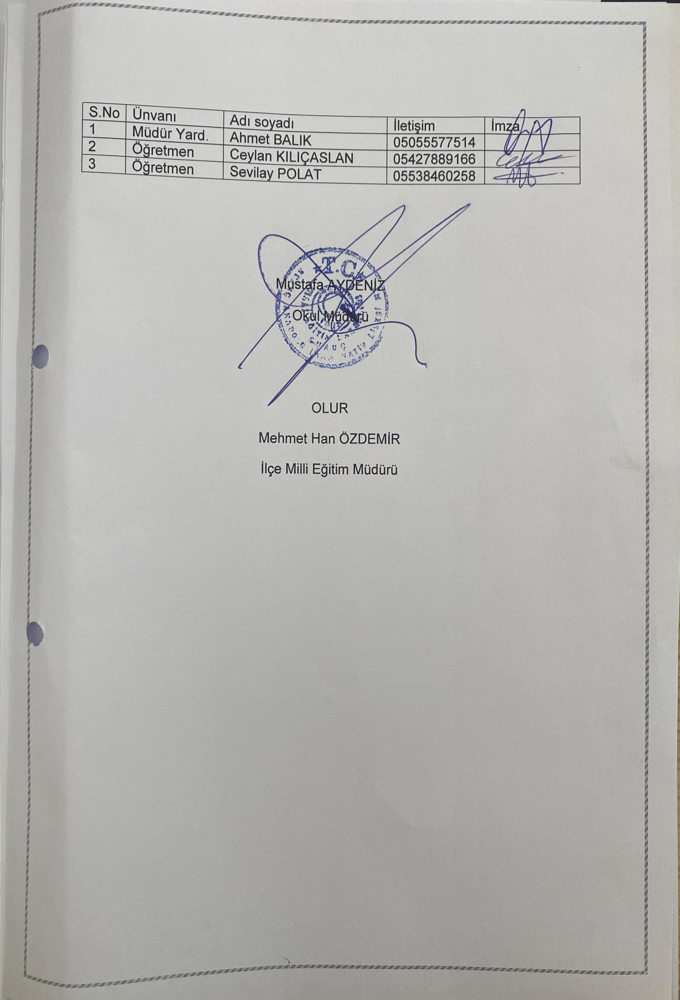 S.No Ünvanı Adı soyadı İletişim İmza
1 Müdür Yard. Ahmet BALIK 05055577514
2 Öğretmen Ceylan KILIÇASLAN 05427889166
3 Öğretmen Sevilay POLAT 05538460258
T.C.
Mustafa AYDENİZ
Okul Müdürü
SURUÇ
OLUR
Mehmet Han ÖZDEMİR
İlçe Milli Eğitim Müdürü